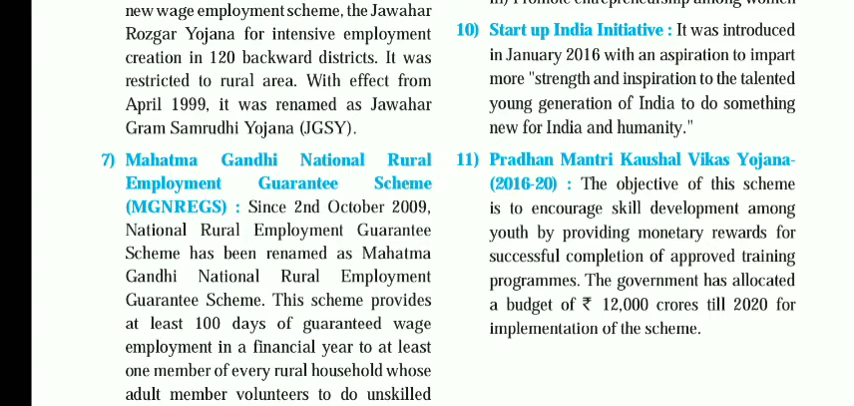 new wage employment scheme, the Jawahar
Rozgar Yojana for intensive employment
creation in 120 backward districts. It was
restricted to rural area. With effect from
April 1999, it was renamed as Jawahar
Gram Samrudhi Yojana (JGSY).
7) Mahatma Gandhi National Rural
Employment Guarantee Scheme
(MGNREGS) : Since 2nd October 2009,
National Rural Employment Guarantee
Scheme has been renamed as Mahatma
Gandhi National Rural Employment
Guarantee Scheme. This scheme provides
at least 100 days of guaranteed wage
employment in a financial year to at least
one member of every rural household whose
adult member volunteers to do unskilled
iii) Promote entrepreneurship among women
10) Start up India Initiative : It was introduced
in January 2016 with an aspiration to impart
more "strength and inspiration to the talented
young generation of India to do something
new for India and humanity."
11) Pradhan Mantri Kaushal Vikas Yojana-
(2016-20) : The objective of this scheme
is to encourage skill development among
youth by providing monetary rewards for
successful completion of approved training
programmes. The government has allocated
a budget of ₹ 12,000 crores till 2020 for
implementation of the scheme.